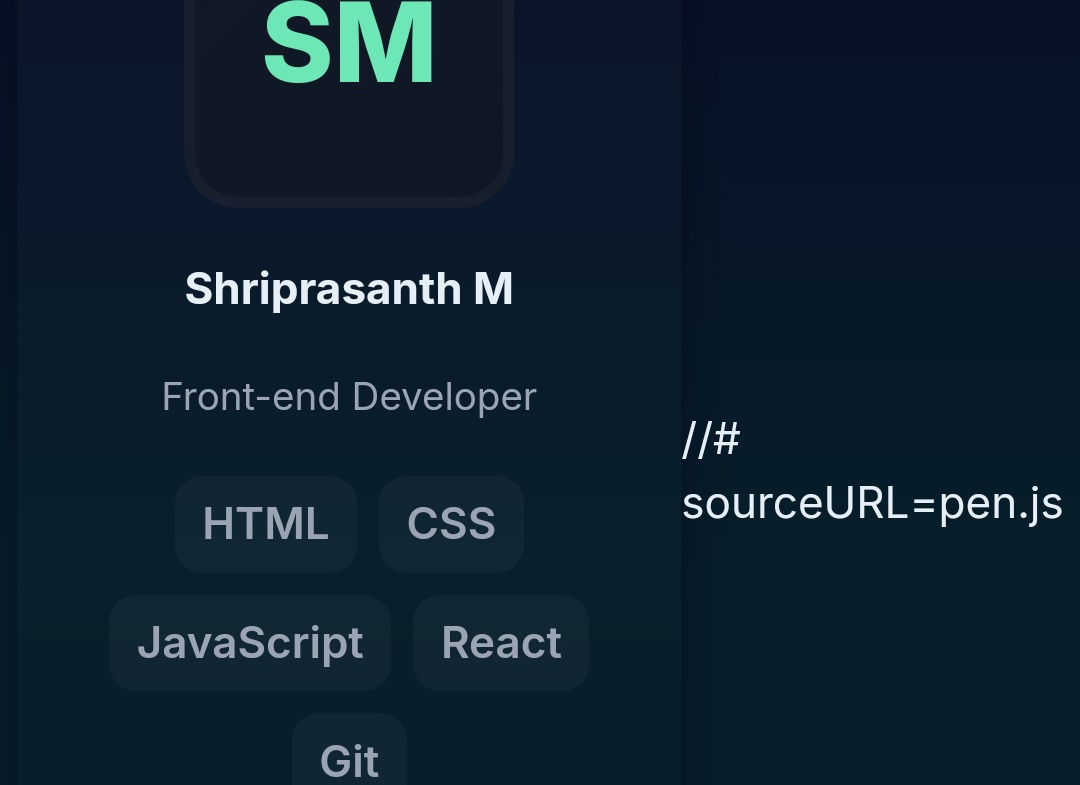 SM
Shriprasanth M
Front-end Developer
//#
sourceURL=pen.js
HTML CSS
JavaScript React
Git